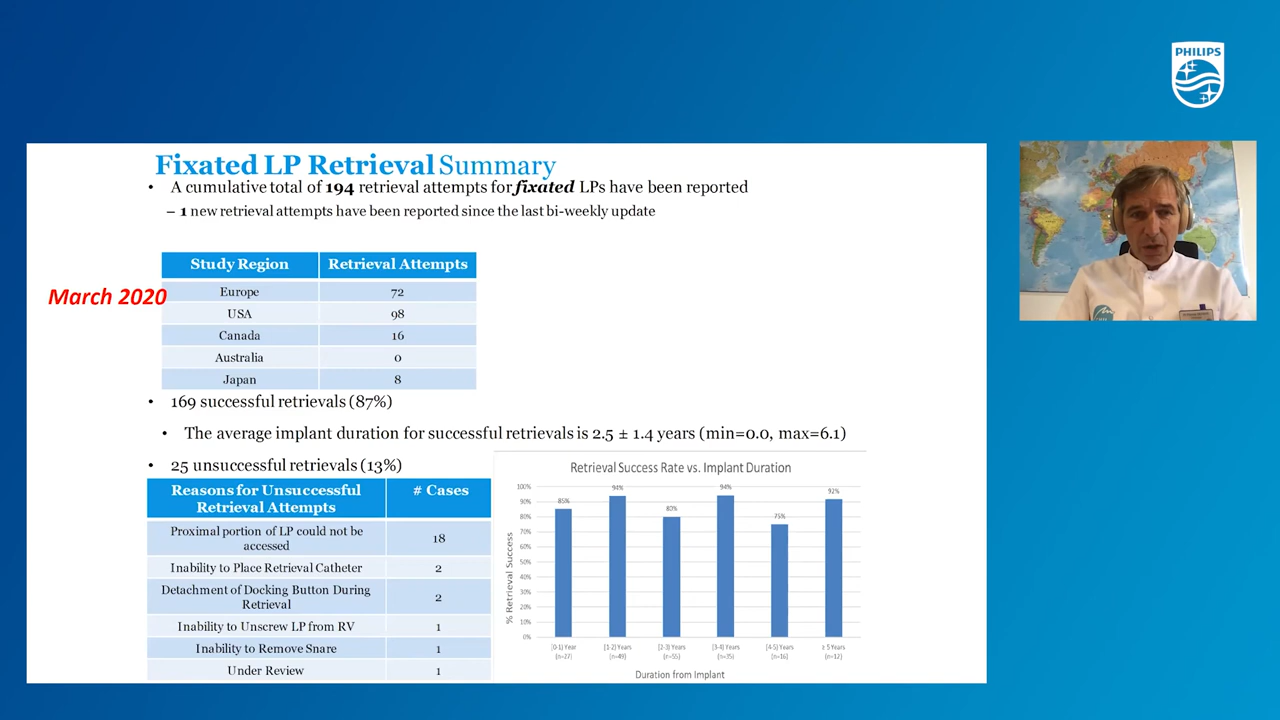 PHILIPS
Fixated LP Retrieval Summary
• A cumulative total of 194 retrieval attempts for fixated LPs have been reported
– 1 new retrieval attempts have been reported since the last bi-weekly update
Study Region Retrieval Attempts
March 2020
Europe 72
USA 98
Canada 16
Australia 0
Japan 8
• 169 successful retrievals (87%)
• The average implant duration for successful retrievals is 2.5 ± 1.4 years (min=0.0, max=6.1)
• 25 unsuccessful retrievals (13%)
Reasons for Unsuccessful
Retrieval Attempts
# Cases
Proximal portion of LP could not be
accessed
18
Inability to Place Retrieval Catheter 2
Detachment of Docking Button During
Retrieval
2
Inability to Unscrew LP from RV 1
Inability to Remove Snare 1
Under Review 1
Retrieval Success Rate vs. Implant Duration
% Retrieval Success
100%
90%
80%
70%
60%
50%
40%
30%
20%
10%
0%
85% 94% 80% 94% 75% 92%
[0-1) Year [1-2) Years [2-3) Years [3-4) Years [4-5) Years ≥ 5 Years
(n=27) (n=49) (n=55) (n=35) (n=16) (n=12)
Duration from Implant